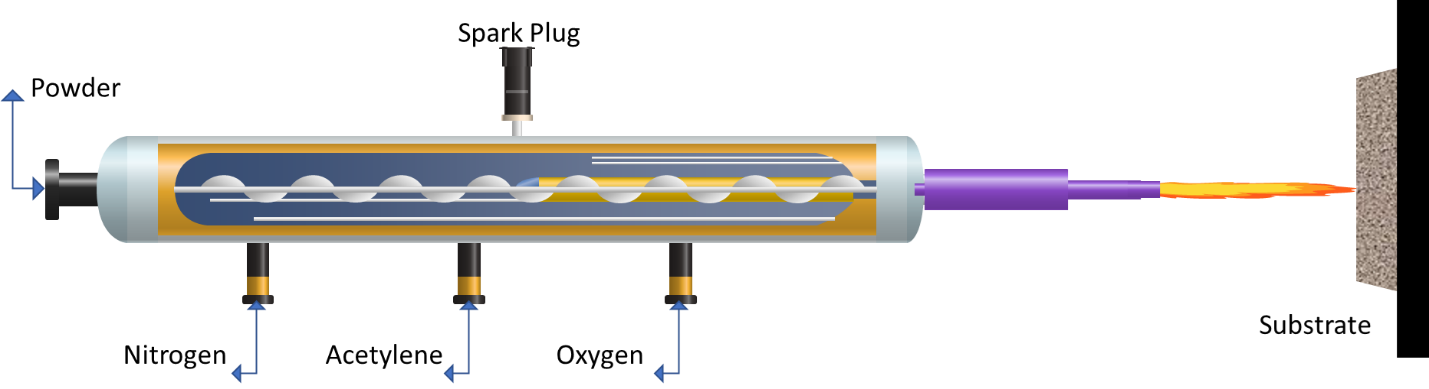 Spark Plug
Powder
Nitrogen
Acetylene
Oxygen
Substrate